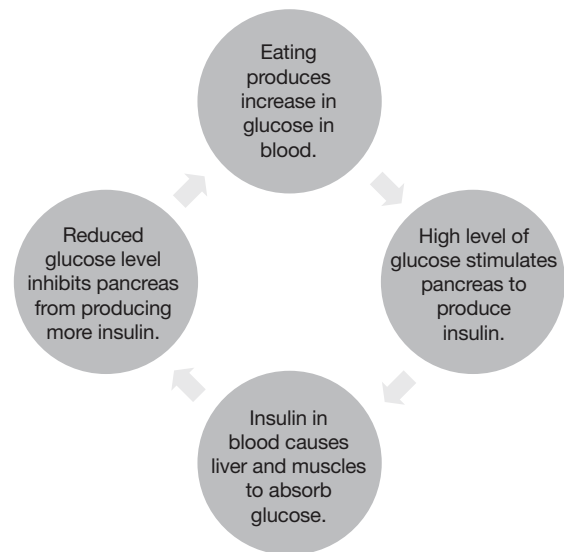 Eating
produces
increase in
glucose in
blood.
High level of
glucose stimulates
pancreas to
produce
insulin.
Insulin in
blood causes
liver and muscles
to absorb
glucose.
Reduced
glucose level
inhibits pancreas
from producing
more insulin.